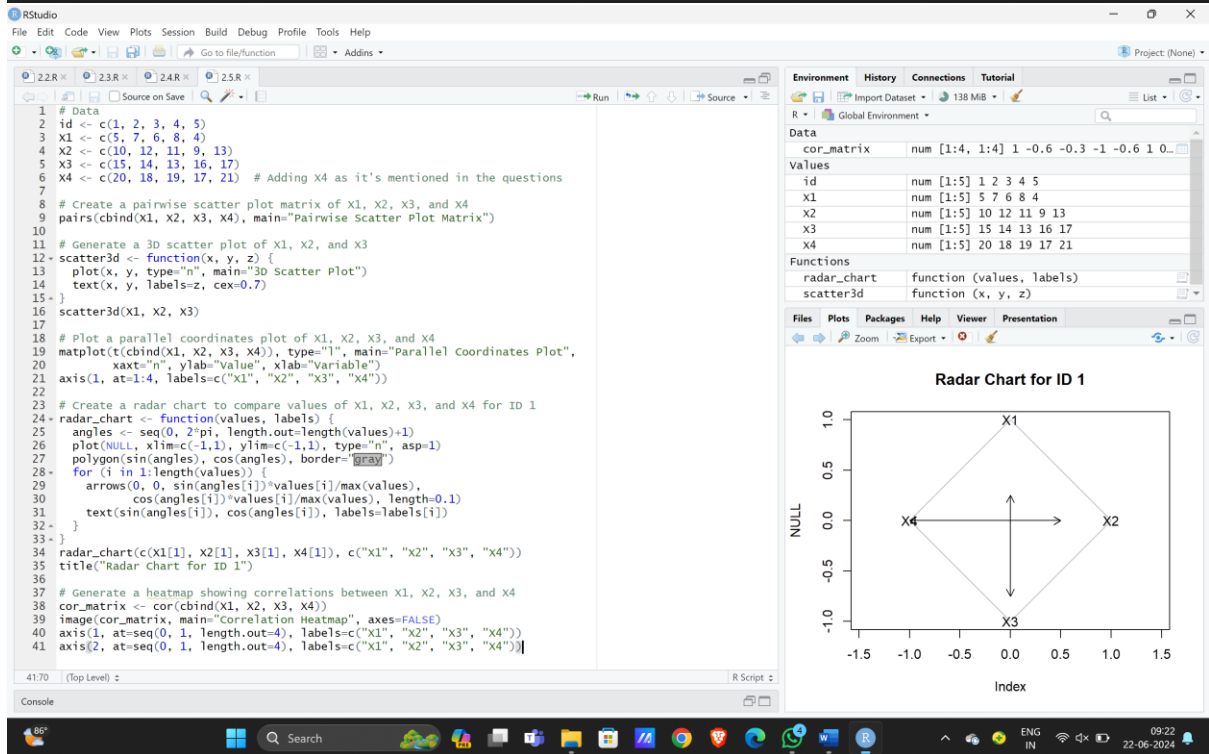 RStudio
File Edit Code View Plots Session Build Debug Profile Tools Help
Go to file/function Addins Project: (None)
2.2.R 2.3.R 2.4.R 2.5.R
Source on Save Run Source
1 # Data
2 id <- c(1, 2, 3, 4, 5)
3 X1 <- c(5, 7, 6, 8, 4)
4 X2 <- c(10, 12, 11, 9, 13)
5 X3 <- c(15, 14, 13, 16, 17)
6 X4 <- c(20, 18, 19, 17, 21)  # Adding X4 as it's mentioned in the questions
7
8 # Create a pairwise scatter plot matrix of X1, X2, X3, and X4
9 pairs(cbind(X1, X2, X3, X4), main="Pairwise Scatter Plot Matrix")
10
11 # Generate a 3D scatter plot of X1, X2, and X3
12 scatter3d <- function(x, y, z) {
13   plot(x, y, type="n", main="3D Scatter Plot")
14   text(x, y, labels=z, cex=0.7)
15 }
16 scatter3d(X1, X2, X3)
17
18 # Plot a parallel coordinates plot of X1, X2, X3, and X4
19 matplot(t(cbind(X1, X2, X3, X4)), type="l", main="Parallel Coordinates Plot",
20         xaxt="n", ylab="Value", xlab="Variable")
21 axis(1, at=1:4, labels=c("X1", "X2", "X3", "X4"))
22
23 # Create a radar chart to compare values of X1, X2, X3, and X4 for ID 1
24 radar_chart <- function(values, labels) {
25   angles <- seq(0, 2*pi, length.out=length(values)+1)
26   plot(NULL, xlim=c(-1,1), ylim=c(-1,1), type="n", asp=1)
27   polygon(sin(angles), cos(angles), border="gray")
28   for (i in 1:length(values)) {
29     arrows(0, 0, sin(angles[i])*values[i]/max(values),
30            cos(angles[i])*values[i]/max(values), length=0.1)
31     text(sin(angles[i]), cos(angles[i]), labels=labels[i])
32   }
33 }
34 radar_chart(c(X1[1], X2[1], X3[1], X4[1]), c("X1", "X2", "X3", "X4"))
35 title("Radar Chart for ID 1")
36
37 # Generate a heatmap showing correlations between X1, X2, X3, and X4
38 cor_matrix <- cor(cbind(X1, X2, X3, X4))
39 image(cor_matrix, main="Correlation Heatmap", axes=FALSE)
40 axis(1, at=seq(0, 1, length.out=4), labels=c("X1", "X2", "X3", "X4"))
41 axis(2, at=seq(0, 1, length.out=4), labels=c("X1", "X2", "X3", "X4"))
41:70 (Top Level) R Script
Console
Environment History Connections Tutorial
Import Dataset 138 MiB List
R Global Environment
Data
cor_matrix num [1:4, 1:4] 1 -0.6 -0.3 -1 -0.6 1 0…
Values
id num [1:5] 1 2 3 4 5
X1 num [1:5] 5 7 6 8 4
X2 num [1:5] 10 12 11 9 13
X3 num [1:5] 15 14 13 16 17
X4 num [1:5] 20 18 19 17 21
Functions
radar_chart function (values, labels)
scatter3d function (x, y, z)
Files Plots Packages Help Viewer Presentation
Zoom Export
Radar Chart for ID 1
1.0
0.5
0.0
-0.5
-1.0
NULL
X1
X4 X2
X3
-1.5 -1.0 -0.5 0.0 0.5 1.0 1.5
Index
86° Search ENG 09:22
IN 22-06-2024